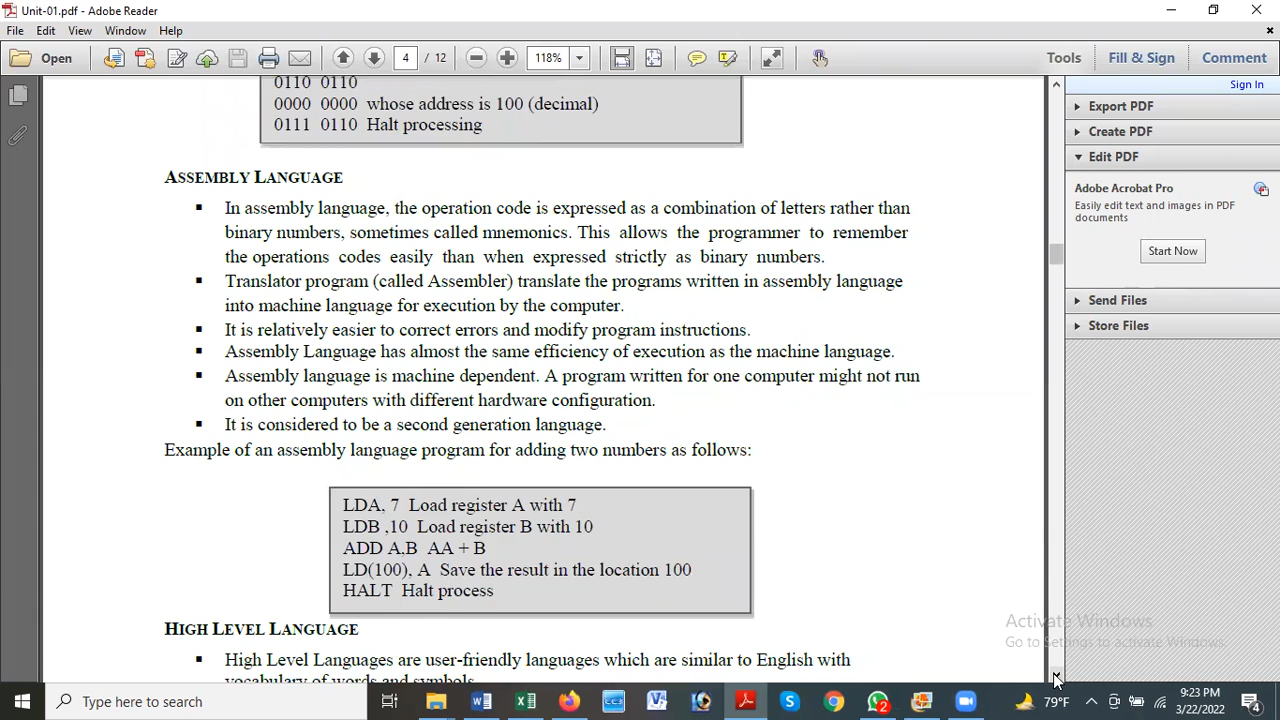 Unit-01.pdf - Adobe Reader
File Edit View Window Help
Open 4 / 12 118% Tools Fill & Sign Comment
Sign In
0110 0110
0000 0000 whose address is 100 (decimal)
0111 0110 Halt processing
ASSEMBLY LANGUAGE
▪ In assembly language, the operation code is expressed as a combination of letters rather than
binary numbers, sometimes called mnemonics. This allows the programmer to remember
the operations codes easily than when expressed strictly as binary numbers.
▪ Translator program (called Assembler) translate the programs written in assembly language
into machine language for execution by the computer.
▪ It is relatively easier to correct errors and modify program instructions.
▪ Assembly Language has almost the same efficiency of execution as the machine language.
▪ Assembly language is machine dependent. A program written for one computer might not run
on other computers with different hardware configuration.
▪ It is considered to be a second generation language.
Example of an assembly language program for adding two numbers as follows:
LDA, 7 Load register A with 7
LDB ,10 Load register B with 10
ADD A,B AA + B
LD(100), A Save the result in the location 100
HALT Halt process
HIGH LEVEL LANGUAGE
▪ High Level Languages are user-friendly languages which are similar to English with
vocabulary of words and symbols
Export PDF
Create PDF
Edit PDF
Adobe Acrobat Pro
Easily edit text and images in PDF
documents
Start Now
Send Files
Store Files
Activate Windows
Go to Settings to activate Windows.
Type here to search
2
79°F
9:23 PM
3/22/2022
4